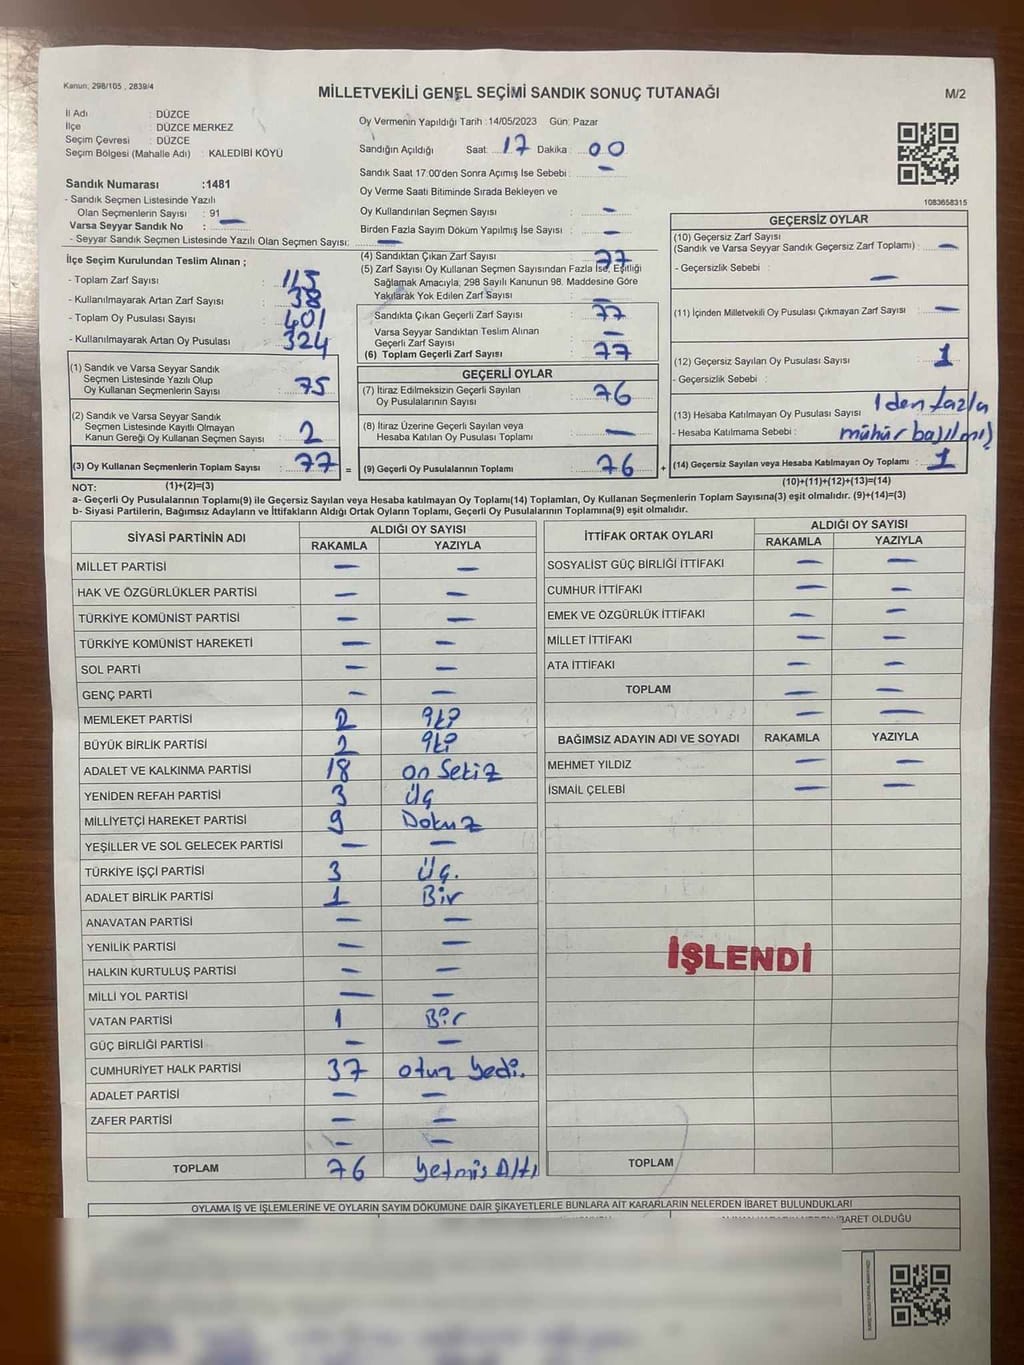 Kanun; 298/105 , 2839/4
MİLLETVEKİLİ GENEL SEÇİMİ SANDIK SONUÇ TUTANAĞI
M/2
İl Adı : DÜZCE
İlçe : DÜZCE MERKEZ
Seçim Çevresi : DÜZCE
Seçim Bölgesi (Mahalle Adı) : KALEDİBİ KÖYÜ
Sandık Numarası :1481
- Sandık Seçmen Listesinde Yazılı
Olan Seçmenlerin Sayısı : 91
Varsa Seyyar Sandık No : —
- Seyyar Sandık Seçmen Listesinde Yazılı Olan Seçmen Sayısı: —
Oy Vermenin Yapıldığı Tarih :14/05/2023 Gün: Pazar
Sandığın Açıldığı Saat: 17 Dakika: 00
Sandık Saat 17:00'den Sonra Açımış İse Sebebi : —
Oy Verme Saati Bitiminde Sırada Bekleyen ve
Oy Kullandırılan Seçmen Sayısı : —
Birden Fazla Sayım Döküm Yapılmış İse Sayısı : —
1083658315
İlçe Seçim Kurulundan Teslim Alınan ;
- Toplam Zarf Sayısı : 115
- Kullanılmayarak Artan Zarf Sayısı : 38
- Toplam Oy Pusulası Sayısı : 401
- Kullanılmayarak Artan Oy Pusulası : 324
(1) Sandık ve Varsa Seyyar Sandık
Seçmen Listesinde Yazılı Olup
Oy Kullanan Seçmenlerin Sayısı : 75
(2) Sandık ve Varsa Seyyar Sandık
Seçmen Listesinde Kayıtlı Olmayan
Kanun Gereği Oy Kullanan Seçmen Sayısı : 2
(3) Oy Kullanan Seçmenlerin Toplam Sayısı : 77 =
(4) Sandıktan Çıkan Zarf Sayısı : 77
(5) Zarf Sayısı Oy Kullanan Seçmen Sayısından Fazla İse, Eşitliği
Sağlamak Amacıyla, 298 Sayılı Kanunun 98. Maddesine Göre
Yakılarak Yok Edilen Zarf Sayısı : —
Sandıkta Çıkan Geçerli Zarf Sayısı : 77
Varsa Seyyar Sandıktan Teslim Alınan
Geçerli Zarf Sayısı : —
(6) Toplam Geçerli Zarf Sayısı : 77
GEÇERLİ OYLAR
(7) İtiraz Edilmeksizin Geçerli Sayılan
Oy Pusulalarının Sayısı : 76
(8) İtiraz Üzerine Geçerli Sayılan veya
Hesaba Katılan Oy Pusulası Toplamı : —
(9) Geçerli Oy Pusulalarının Toplamı : 76 +
GEÇERSİZ OYLAR
(10) Geçersiz Zarf Sayısı
(Sandık ve Varsa Seyyar Sandık Geçersiz Zarf Toplamı) : —
- Geçersizlik Sebebi : —
(11) İçinden Milletvekili Oy Pusulası Çıkmayan Zarf Sayısı : —
(12) Geçersiz Sayılan Oy Pusulası Sayısı : 1
- Geçersizlik Sebebi :
1 den fazla
(13) Hesaba Katılmayan Oy Pusulası Sayısı :
- Hesaba Katılmama Sebebi : mühür basılmış
(14) Geçersiz Sayılan veya Hesaba Katılmayan Oy Toplamı : 1
NOT: (1)+(2)=(3)
(10)+(11)+(12)+(13)=(14)
a- Geçerli Oy Pusulalarının Toplamı(9) ile Geçersiz Sayılan veya Hesaba katılmayan Oy Toplamı(14) Toplamları, Oy Kullanan Seçmenlerin Toplam Sayısına(3) eşit olmalıdır. (9)+(14)=(3)
b- Siyasi Partilerin, Bağımsız Adayların ve İttifakların Aldığı Ortak Oyların Toplamı, Geçerli Oy Pusulalarının Toplamına(9) eşit olmalıdır.
SİYASİ PARTİNİN ADI ALDIĞI OY SAYISI
RAKAMLA YAZIYLA
MİLLET PARTİSİ — —
HAK VE ÖZGÜRLÜKLER PARTİSİ — —
TÜRKİYE KOMÜNİST PARTİSİ — —
TÜRKİYE KOMÜNİST HAREKETİ — —
SOL PARTİ — —
GENÇ PARTİ — —
MEMLEKET PARTİSİ 2 iki
BÜYÜK BİRLİK PARTİSİ 2 iki
ADALET VE KALKINMA PARTİSİ 18 on Sekiz
YENİDEN REFAH PARTİSİ 3 üç
MİLLİYETÇİ HAREKET PARTİSİ 9 Dokuz
YEŞİLLER VE SOL GELECEK PARTİSİ — —
TÜRKİYE İŞÇİ PARTİSİ 3 Üç.
ADALET BİRLİK PARTİSİ 1 Bir
ANAVATAN PARTİSİ — —
YENİLİK PARTİSİ — —
HALKIN KURTULUŞ PARTİSİ — —
MİLLİ YOL PARTİSİ — —
VATAN PARTİSİ 1 Bir
GÜÇ BİRLİĞİ PARTİSİ — —
CUMHURİYET HALK PARTİSİ 37 otuz yedi.
ADALET PARTİSİ — —
ZAFER PARTİSİ — —
— —
TOPLAM 76 Yetmis Altı
İTTİFAK ORTAK OYLARI ALDIĞI OY SAYISI
RAKAMLA YAZIYLA
SOSYALİST GÜÇ BİRLİĞİ İTTİFAKI — —
CUMHUR İTTİFAKI — —
EMEK VE ÖZGÜRLÜK İTTİFAKI — —
MİLLET İTTİFAKI — —
ATA İTTİFAKI — —
TOPLAM — —
— —
BAĞIMSIZ ADAYIN ADI VE SOYADI RAKAMLA YAZIYLA
MEHMET YILDIZ — —
İSMAİL ÇELEBİ — —
İŞLENDİ
TOPLAM
OYLAMA İŞ VE İŞLEMLERİNE VE OYLARIN SAYIM DÖKÜMÜNE DAİR ŞİKAYETLERLE BUNLARA AİT KARARLARIN NELERDEN İBARET BULUNDUKLARI
İBARET OLDUĞU